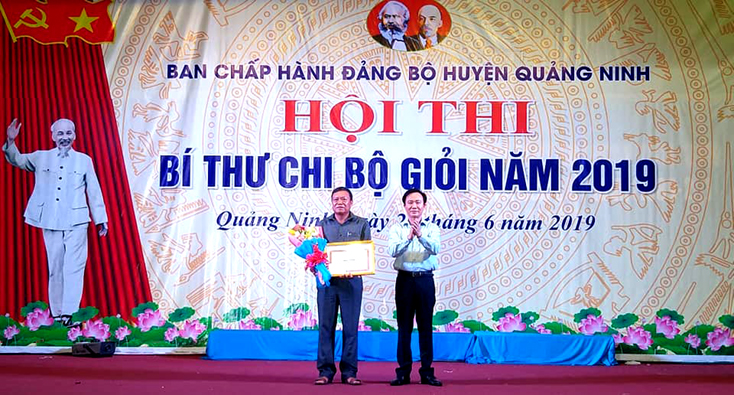 BAN CHẤP HÀNH ĐẢNG BỘ HUYỆN QUẢNG NINH
HỘI THI
BÍ THƯ CHI BỘ GIỎI NĂM 2019
Quảng Ninh tháng 6 năm 2019